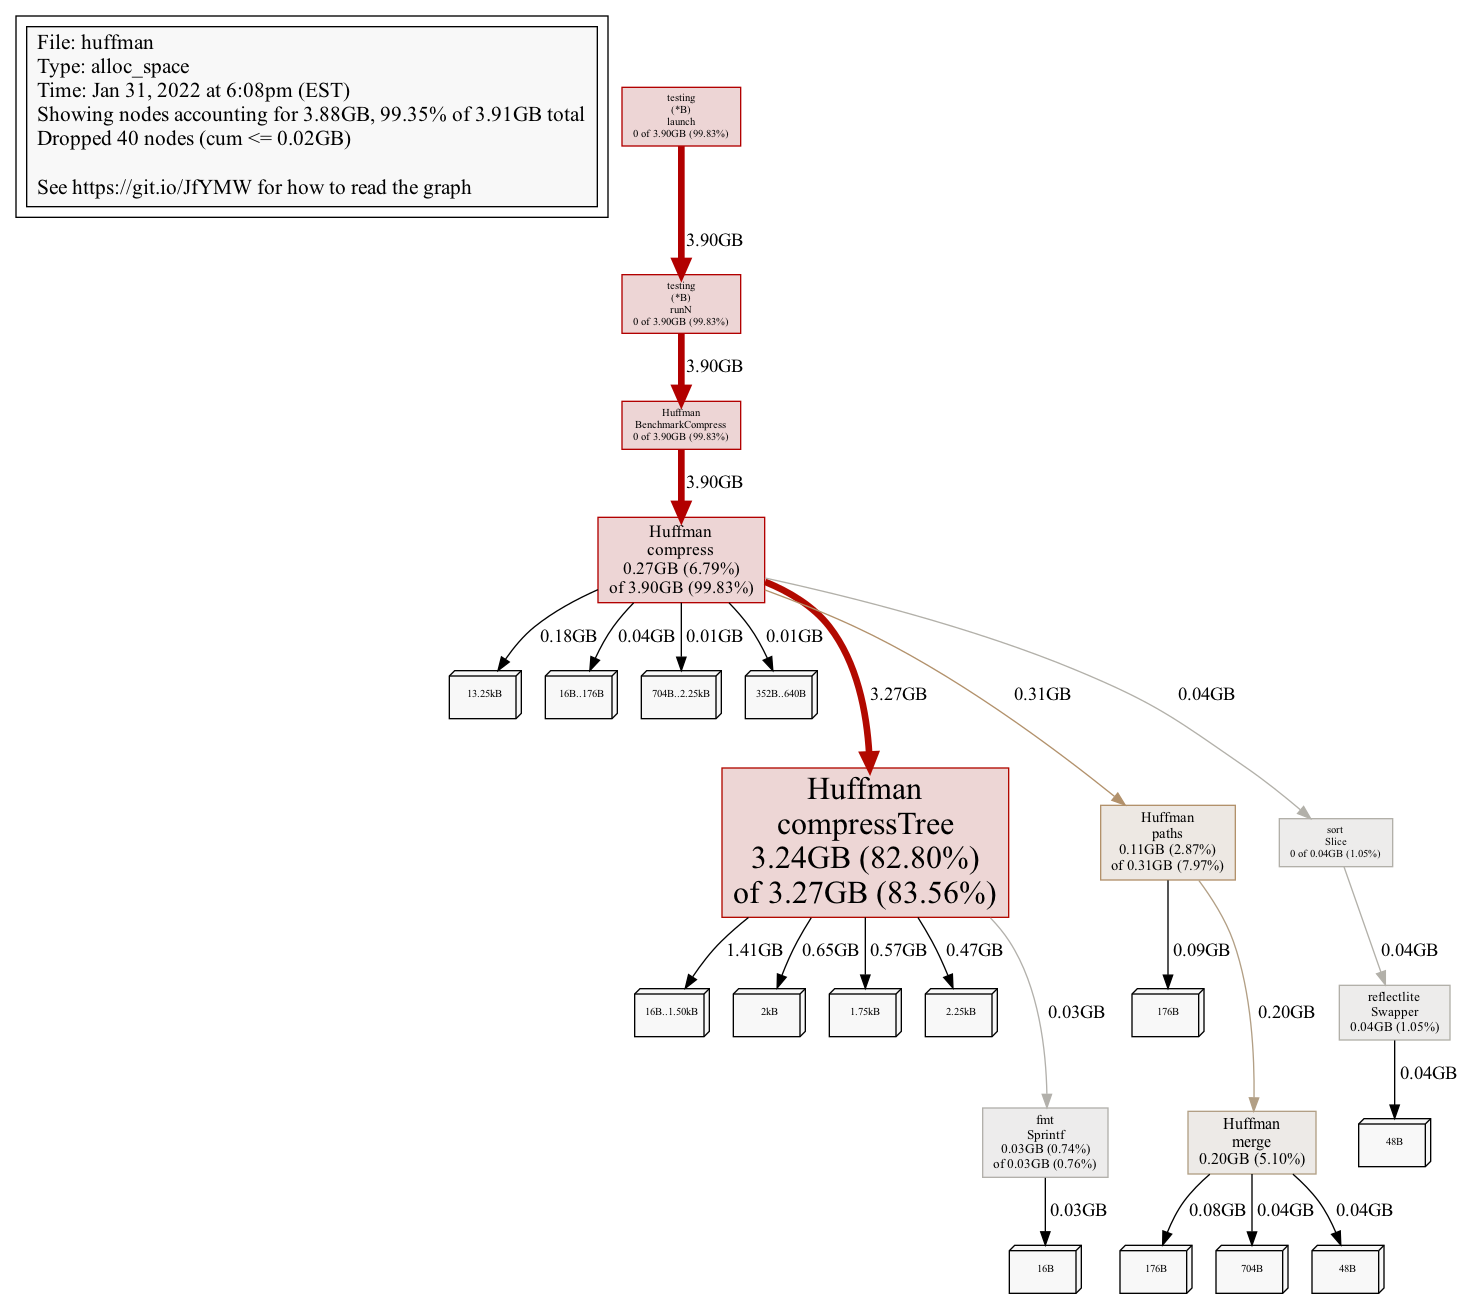 File: huffman
Type: alloc_space
Time: Jan 31, 2022 at 6:08pm (EST)
Showing nodes accounting for 3.88GB, 99.35% of 3.91GB total
Dropped 40 nodes (cum <= 0.02GB)
See https://git.io/JfYMW for how to read the graph
testing
(*B)
launch
0 of 3.90GB (99.83%)
3.90GB
testing
(*B)
runN
0 of 3.90GB (99.83%)
3.90GB
Huffman
BenchmarkCompress
0 of 3.90GB (99.83%)
3.90GB
Huffman
compress
0.27GB (6.79%)
of 3.90GB (99.83%)
0.18GB
0.04GB
0.01GB
0.01GB
13.25kB
16B..176B
704B..2.25kB
352B..640B
3.27GB
0.31GB
0.04GB
Huffman
compressTree
3.24GB (82.80%)
of 3.27GB (83.56%)
Huffman
paths
0.11GB (2.87%)
of 0.31GB (7.97%)
sort
Slice
0 of 0.04GB (1.05%)
1.41GB
0.65GB
0.57GB
0.47GB
0.09GB
0.04GB
16B..1.50kB
2kB
1.75kB
2.25kB
0.03GB
176B
0.20GB
reflectlite
Swapper
0.04GB (1.05%)
0.04GB
fmt
Sprintf
0.03GB (0.74%)
of 0.03GB (0.76%)
Huffman
merge
0.20GB (5.10%)
48B
0.03GB
0.08GB
0.04GB
0.04GB
16B
176B
704B
48B